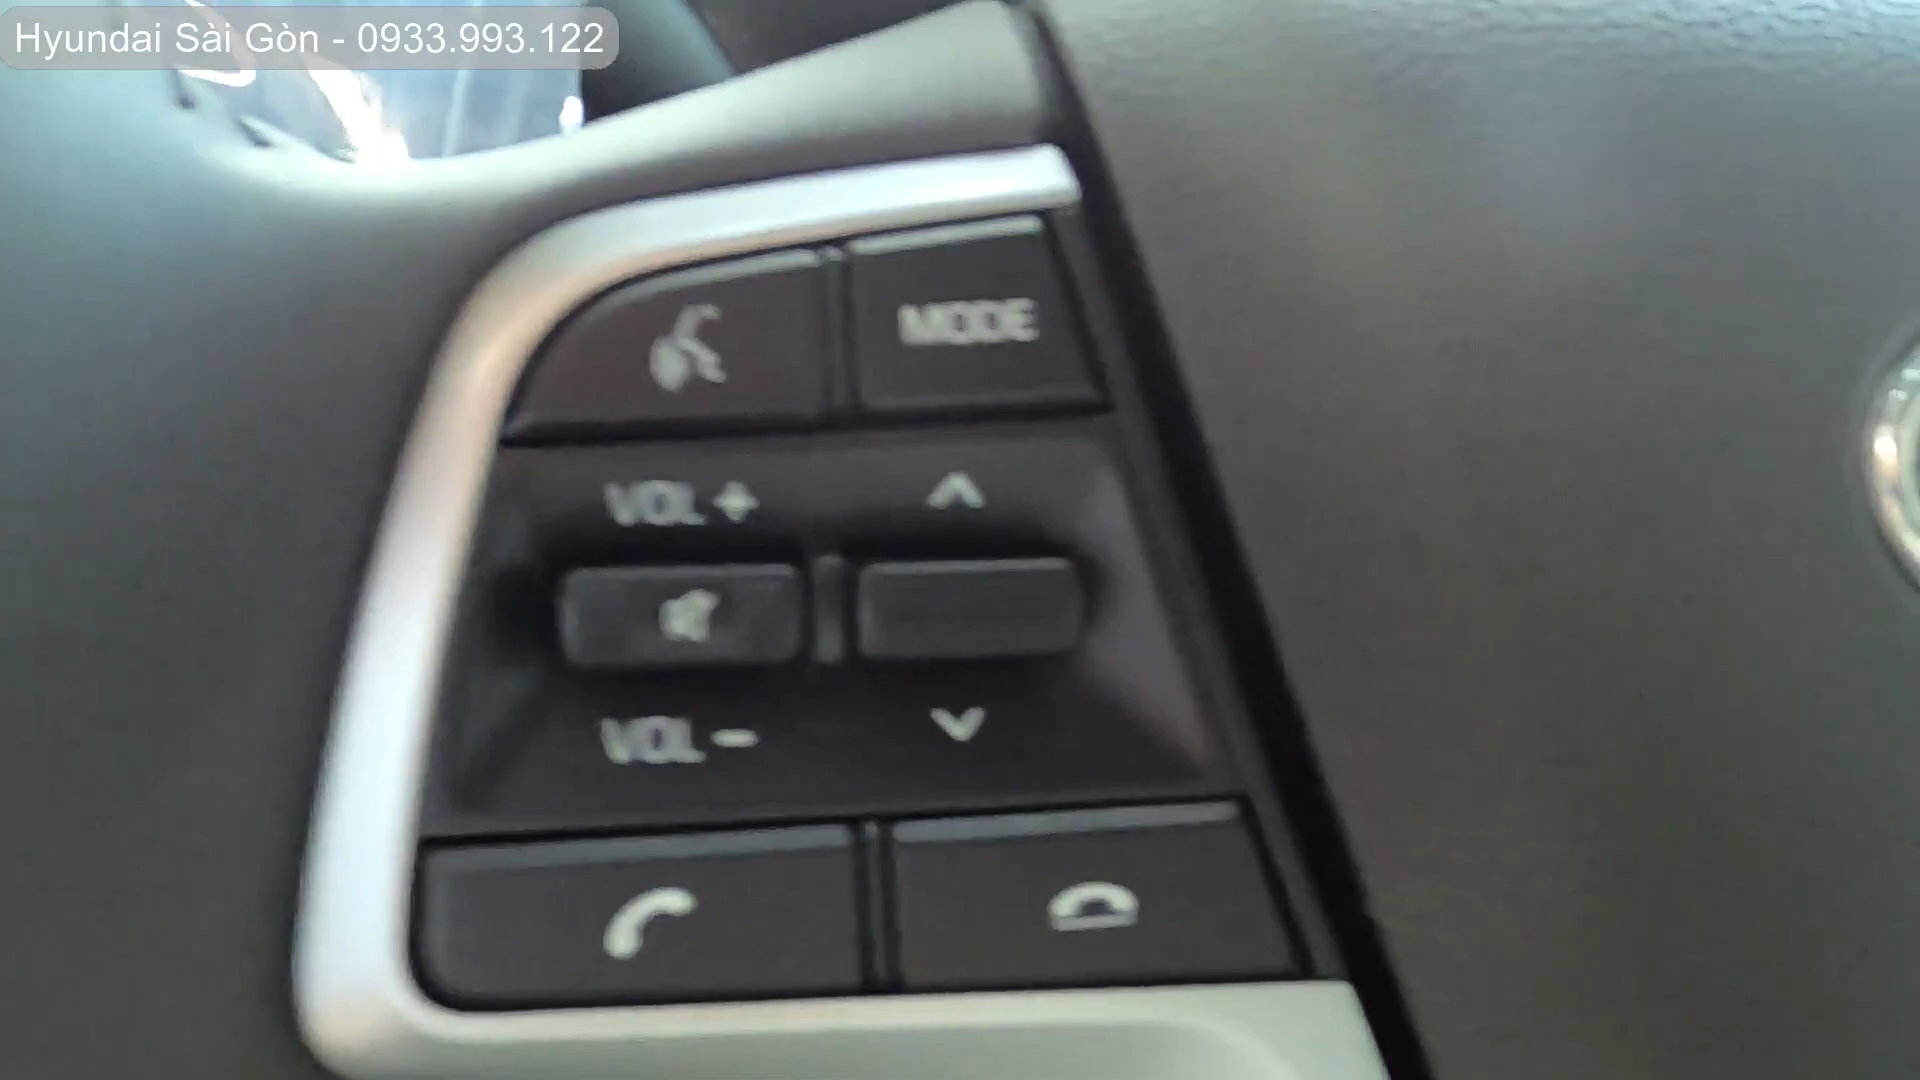 Hyundai Sài Gòn - 0933.993.122
MODE
VOL +
VOL -